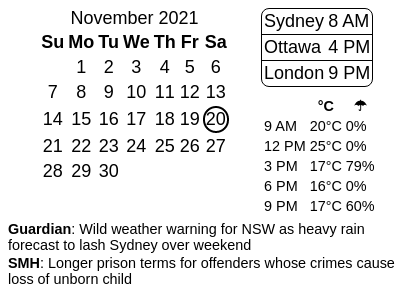 November 2021
Su Mo Tu We Th Fr Sa
1 2 3 4 5 6
7 8 9 10 11 12 13
14 15 16 17 18 19 20
21 22 23 24 25 26 27
28 29 30
Sydney 8 AM
Ottawa 4 PM
London 9 PM
°C ☂
9 AM 20°C 0%
12 PM 25°C 0%
3 PM 17°C 79%
6 PM 16°C 0%
9 PM 17°C 60%
Guardian: Wild weather warning for NSW as heavy rain
forecast to lash Sydney over weekend
SMH: Longer prison terms for offenders whose crimes cause
loss of unborn child